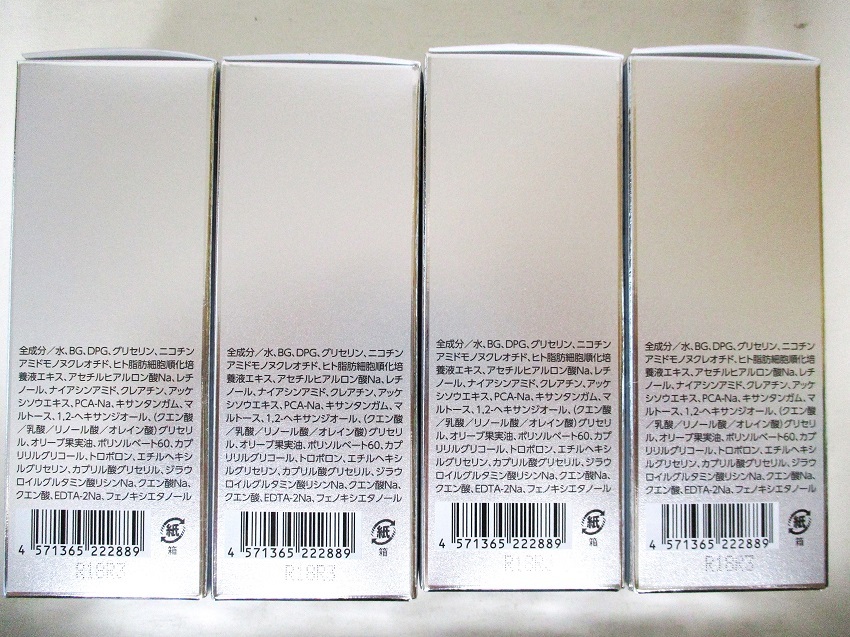 全成分／水、BG、DPG、グリセリン、ニコチン
アミドモノヌクレオチド、ヒト脂肪細胞順化培
養液エキス、アセチルヒアルロン酸Na、レチ
ノール、ナイアシンアミド、クレアチン、アッケ
シソウエキス、PCA-Na、キサンタンガム、マ
ルトース、1,2-ヘキサンジオール、(クエン酸
／乳酸／リノール酸／オレイン酸)グリセリ
ル、オリーブ果実油、ポリソルベート60、カプ
リリルグリコール、トロポロン、エチルヘキシ
ルグリセリン、カプリル酸グリセリル、ジラウ
ロイルグルタミン酸リシンNa、クエン酸Na、
クエン酸、EDTA-2Na、フェノキシエタノール
4 571365 222889
紙
箱
R18R3
全成分／水、BG、DPG、グリセリン、ニコチン
アミドモノヌクレオチド、ヒト脂肪細胞順化培
養液エキス、アセチルヒアルロン酸Na、レチ
ノール、ナイアシンアミド、クレアチン、アッケ
シソウエキス、PCA-Na、キサンタンガム、マ
ルトース、1,2-ヘキサンジオール、(クエン酸
／乳酸／リノール酸／オレイン酸)グリセリ
ル、オリーブ果実油、ポリソルベート60、カプ
リリルグリコール、トロポロン、エチルヘキシ
ルグリセリン、カプリル酸グリセリル、ジラウ
ロイルグルタミン酸リシンNa、クエン酸Na、
クエン酸、EDTA-2Na、フェノキシエタノール
4 571365 222889
紙
箱
R18R3
全成分／水、BG、DPG、グリセリン、ニコチン
アミドモノヌクレオチド、ヒト脂肪細胞順化培
養液エキス、アセチルヒアルロン酸Na、レチ
ノール、ナイアシンアミド、クレアチン、アッケ
シソウエキス、PCA-Na、キサンタンガム、マ
ルトース、1,2-ヘキサンジオール、(クエン酸
／乳酸／リノール酸／オレイン酸)グリセリ
ル、オリーブ果実油、ポリソルベート60、カプ
リリルグリコール、トロポロン、エチルヘキシ
ルグリセリン、カプリル酸グリセリル、ジラウ
ロイルグルタミン酸リシンNa、クエン酸Na、
クエン酸、EDTA-2Na、フェノキシエタノール
4 571365 222889
紙
箱
全成分／水、BG、DPG、グリセリン、ニコチン
アミドモノヌクレオチド、ヒト脂肪細胞順化培
養液エキス、アセチルヒアルロン酸Na、レチ
ノール、ナイアシンアミド、クレアチン、アッケ
シソウエキス、PCA-Na、キサンタンガム、マ
ルトース、1,2-ヘキサンジオール、(クエン酸
／乳酸／リノール酸／オレイン酸)グリセリ
ル、オリーブ果実油、ポリソルベート60、カプ
リリルグリコール、トロポロン、エチルヘキシ
ルグリセリン、カプリル酸グリセリル、ジラウ
ロイルグルタミン酸リシンNa、クエン酸Na、
クエン酸、EDTA-2Na、フェノキシエタノール
4 571365 222889
紙
箱
R18R3